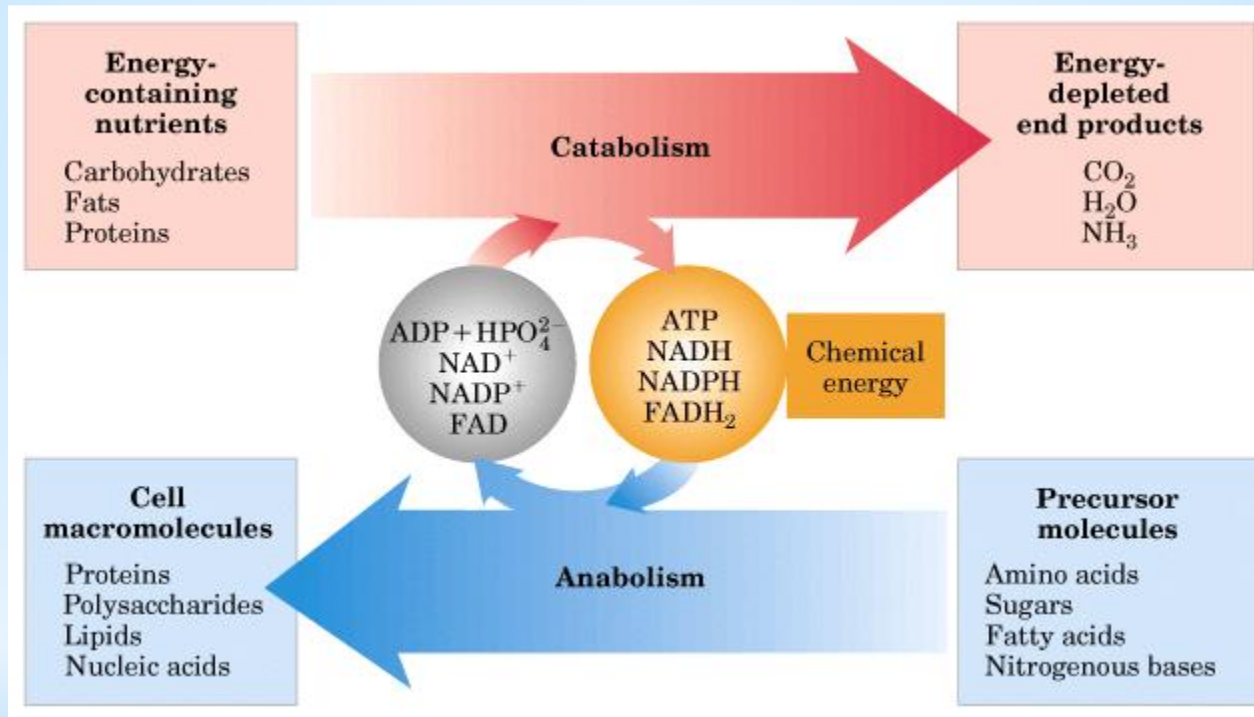 Energy-
containing
nutrients
Carbohydrates
Fats
Proteins
Catabolism
Energy-
depleted
end products
CO₂
H₂O
NH₃
ADP + HPO₄²⁻
NAD⁺
NADP⁺
FAD
ATP
NADH
NADPH
FADH₂
Chemical
energy
Cell
macromolecules
Proteins
Polysaccharides
Lipids
Nucleic acids
Anabolism
Precursor
molecules
Amino acids
Sugars
Fatty acids
Nitrogenous bases